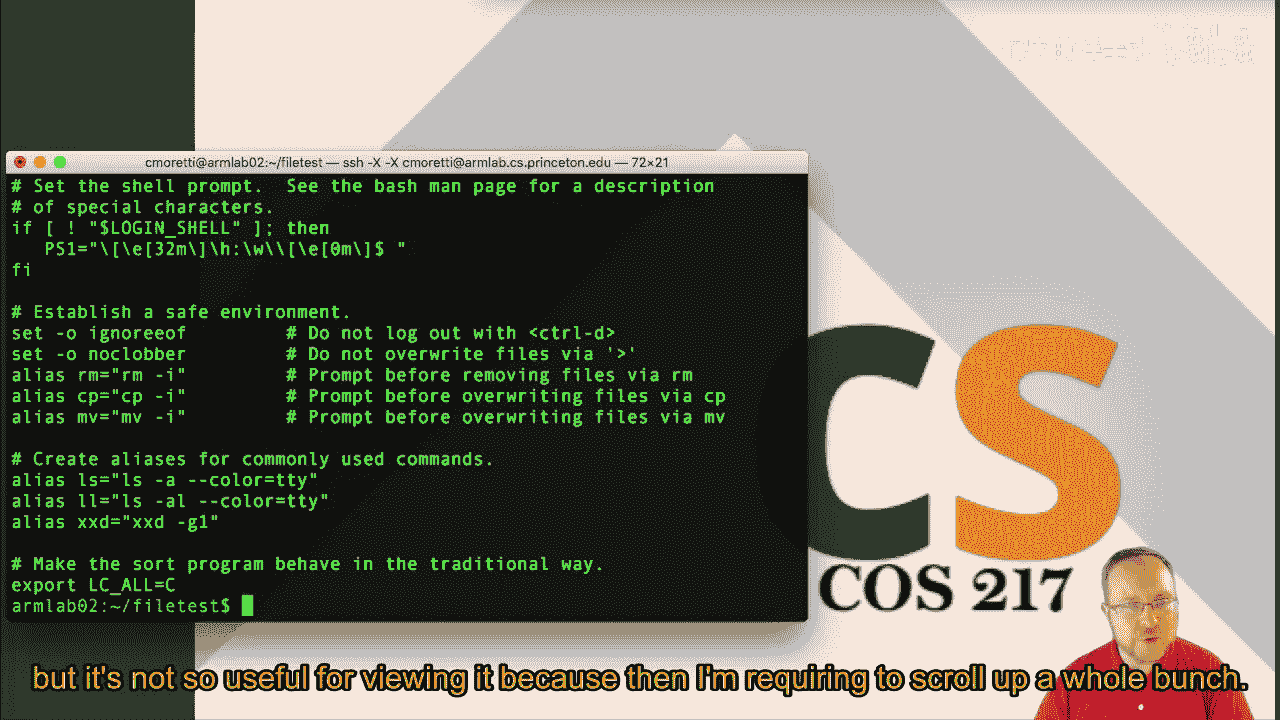 cmoretti@armlab02:~/filetest — ssh -X -X cmoretti@armlab.cs.princeton.edu — 72×21
# Set the shell prompt.  See the bash man page for a description
# of special characters.
if [ ! "$LOGIN_SHELL" ]; then
   PS1="\[\e[32m\]\h:\w\\[\e[0m\]$ "
fi
# Establish a safe environment.
set -o ignoreeof         # Do not log out with <ctrl-d>
set -o noclobber         # Do not overwrite files via '>'
alias rm="rm -i"         # Prompt before removing files via rm
alias cp="cp -i"         # Prompt before overwriting files via cp
alias mv="mv -i"         # Prompt before overwriting files via mv
# Create aliases for commonly used commands.
alias ls="ls -a --color=tty"
alias ll="ls -al --color=tty"
alias xxd="xxd -g1"
# Make the sort program behave in the traditional way.
export LC_ALL=C
armlab02:~/filetest$
CS
COS 217
but it's not so useful for viewing it because then I'm requiring to scroll up a whole bunch.